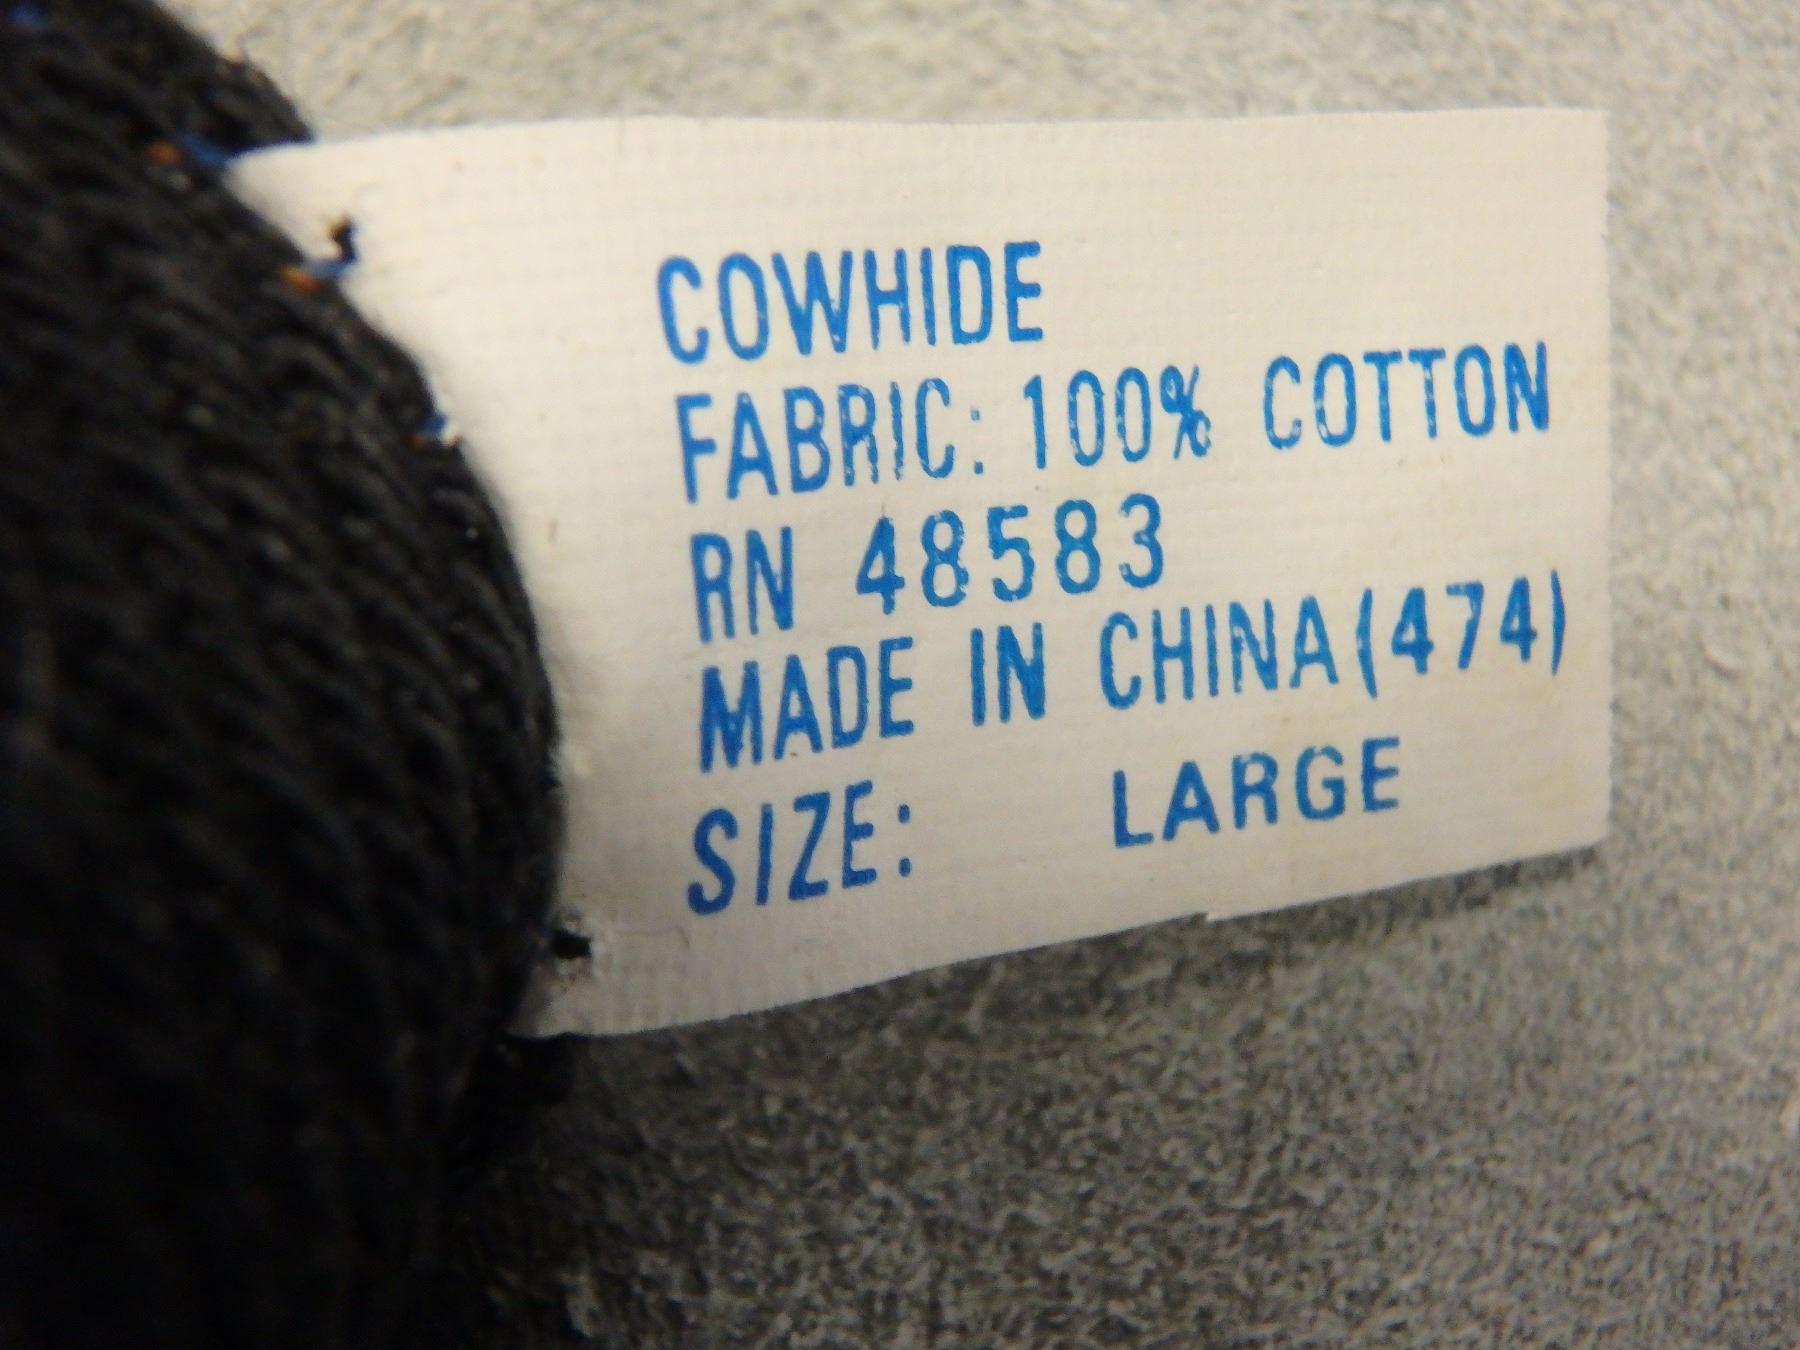 COWHIDE
FABRIC: 100% COTTON
RN 48583
MADE IN CHINA(474)
SIZE: LARGE